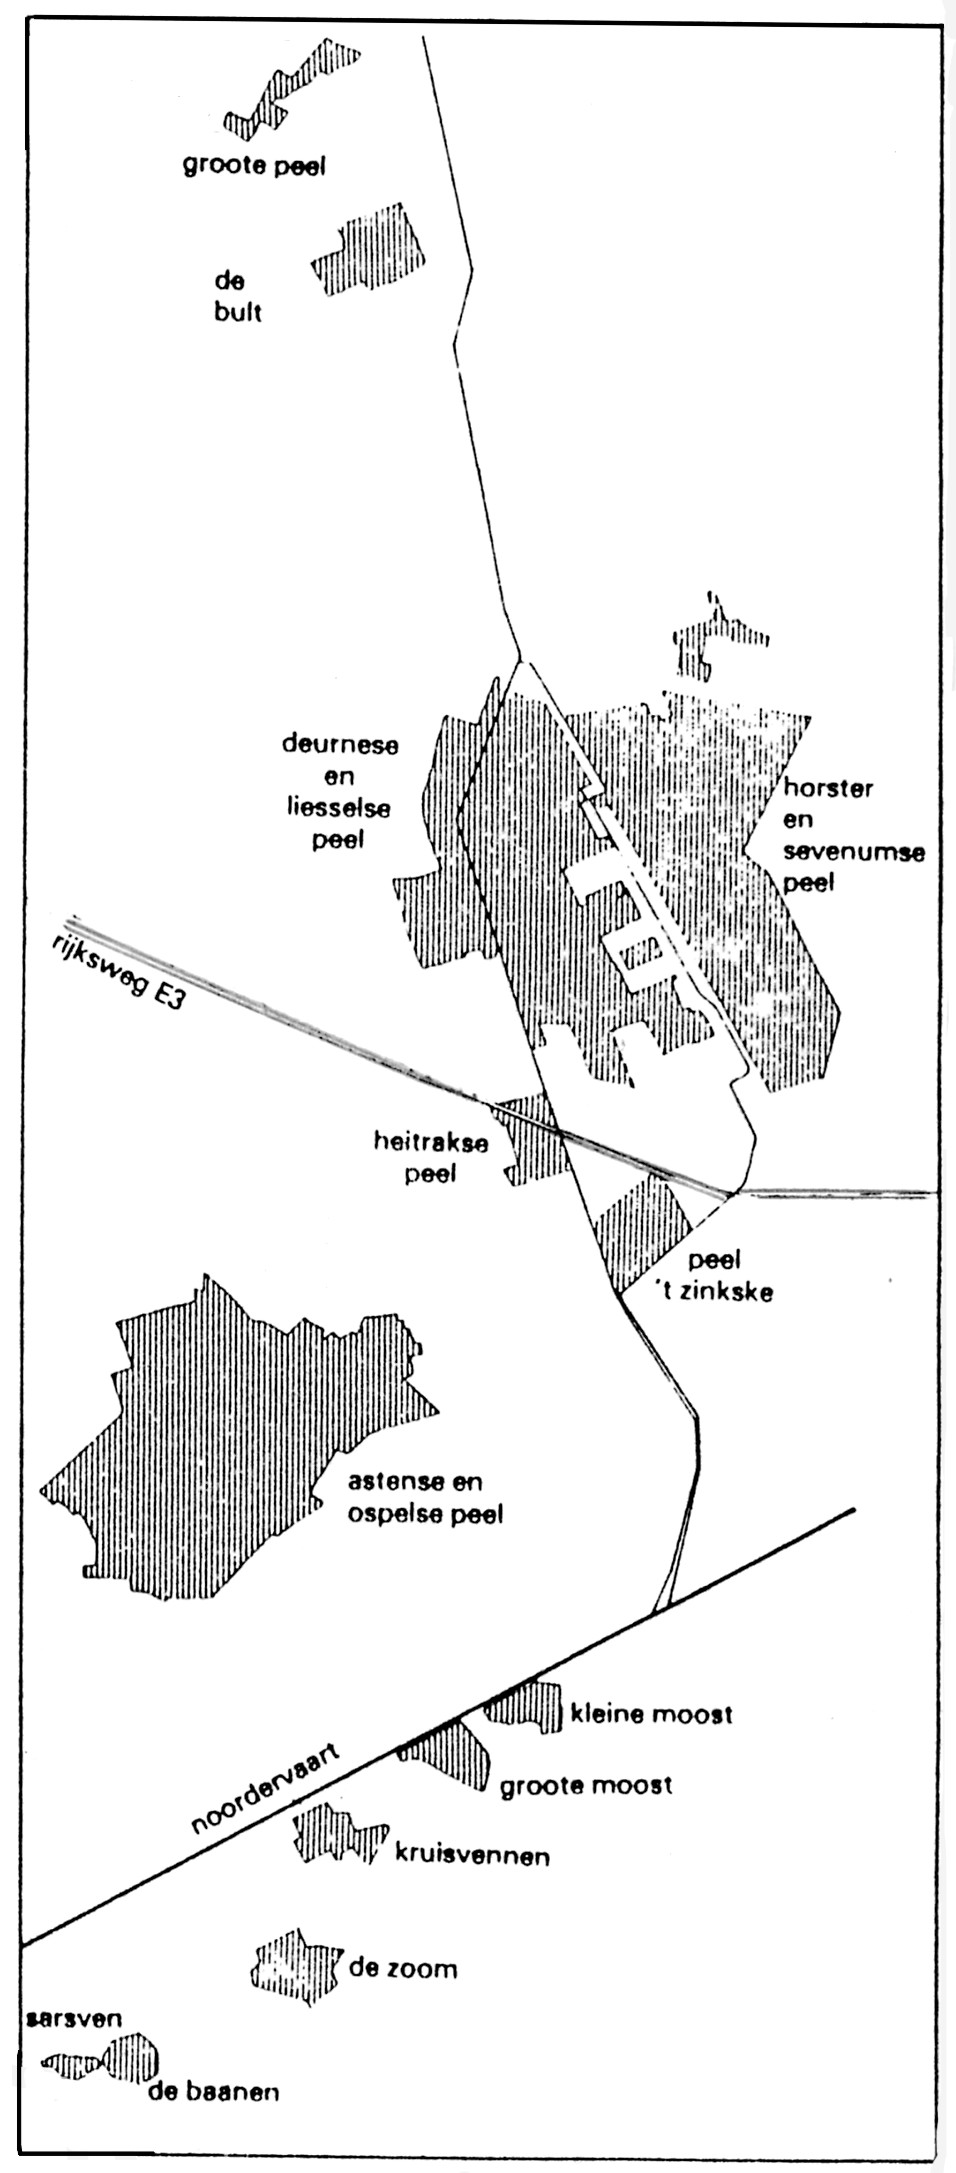 groote peel
de
bult
deurnese
en
liesselse
peel
horster
en
sevenumse
peel
rijksweg E3
heitrakse
peel
peel
't zinkske
astense en
ospelse peel
kleine moost
groote moost
noordervaart
kruisvennen
de zoom
sarsven
de baanen